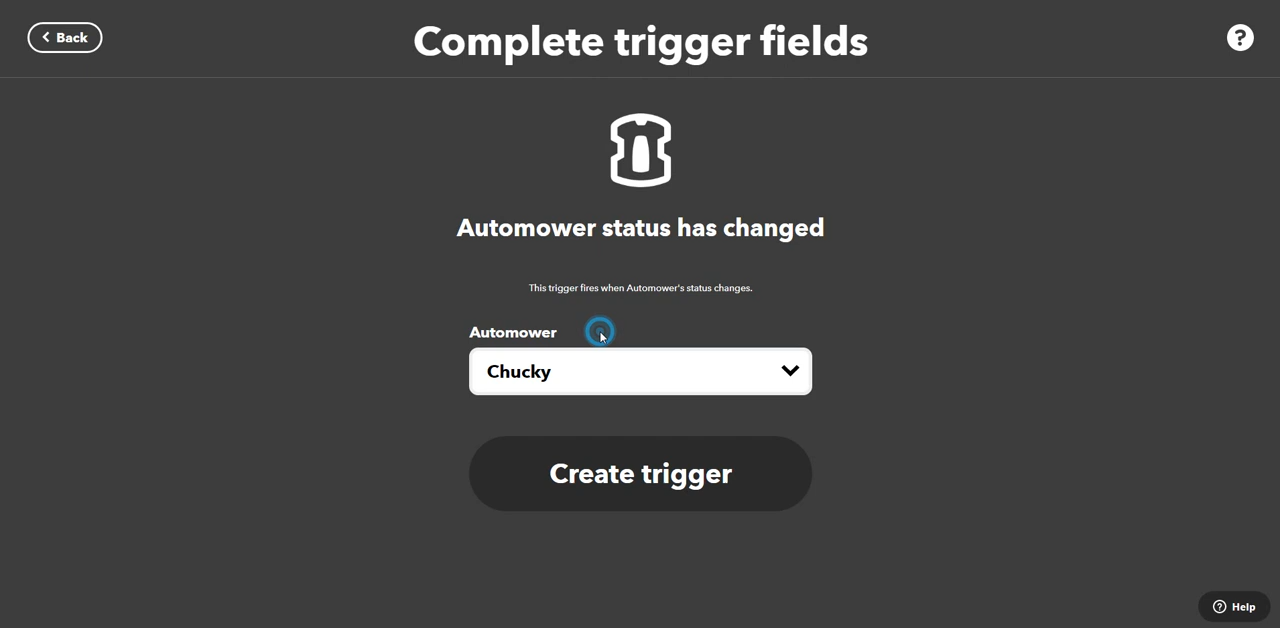 Back
Complete trigger fields
?
Automower status has changed
This trigger fires when Automower's status changes.
Automower
Chucky
Create trigger
? Help